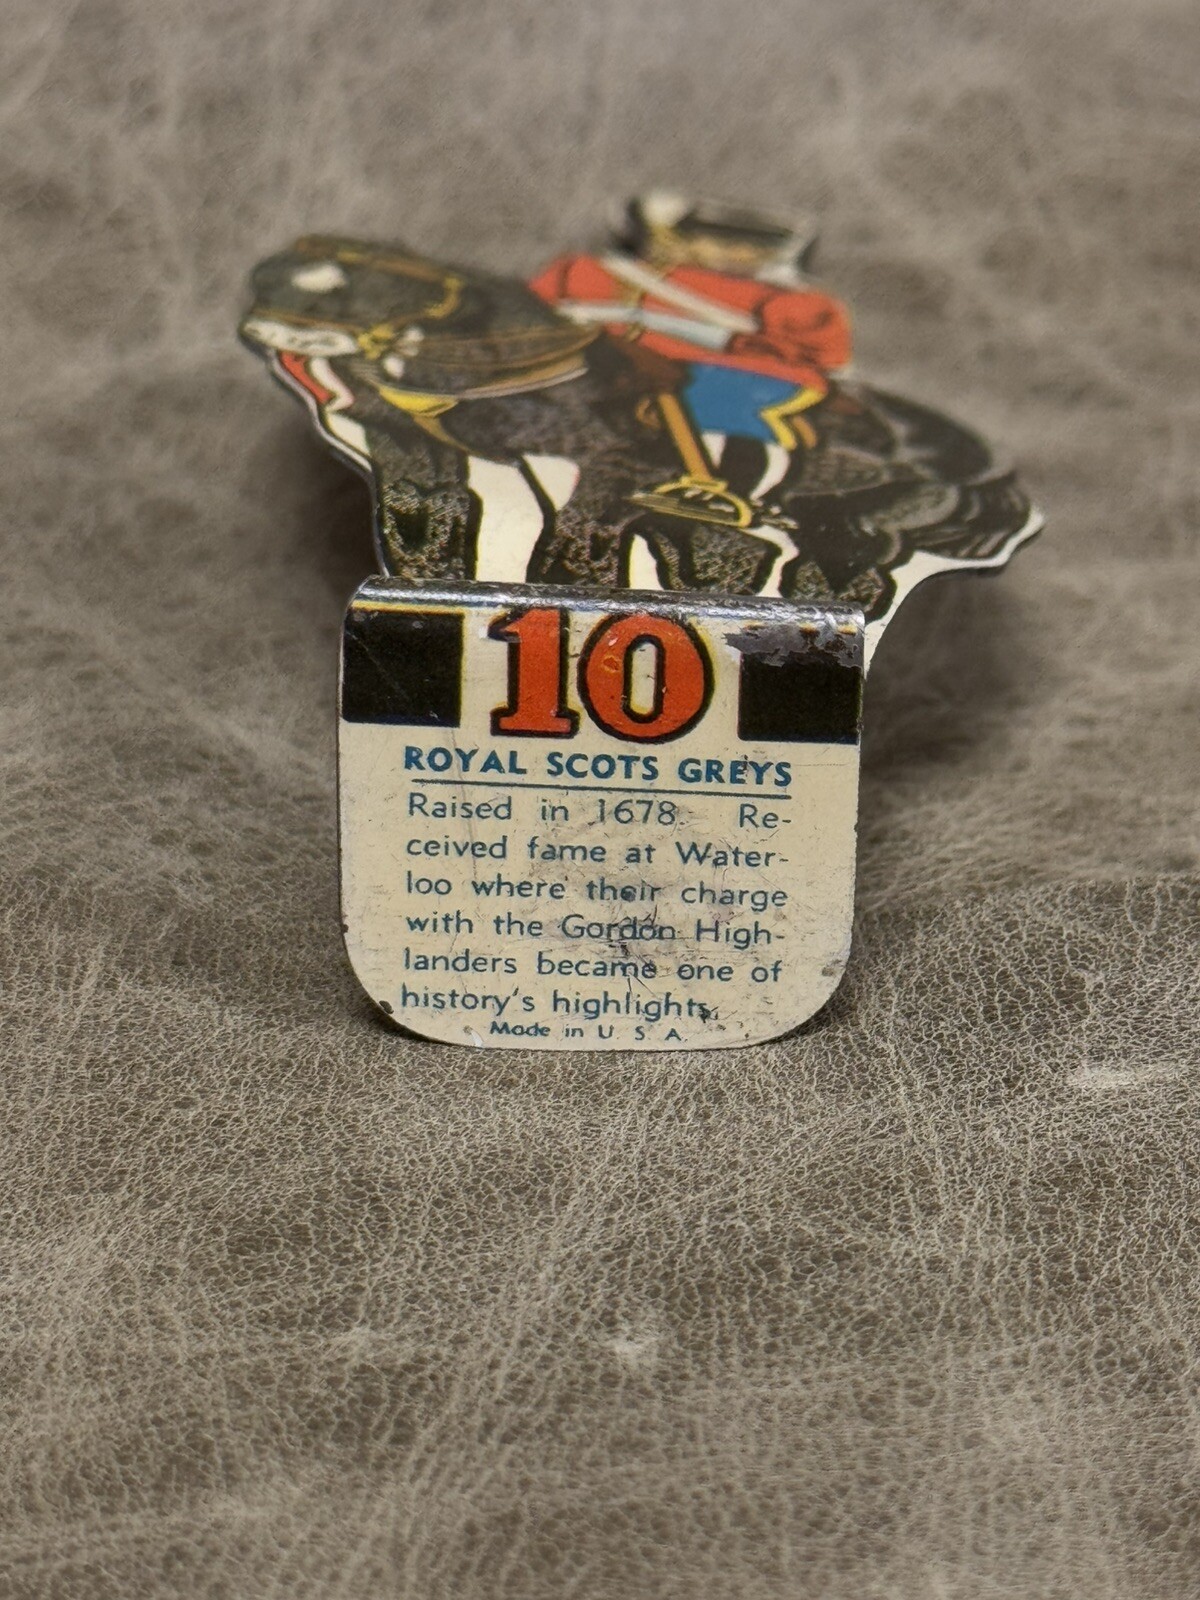 10
ROYAL SCOTS GREYS
Raised in 1678. Re-
ceived fame at Water-
loo where their charge
with the Gordon High-
landers became one of
history's highlights.
Made in U. S. A.